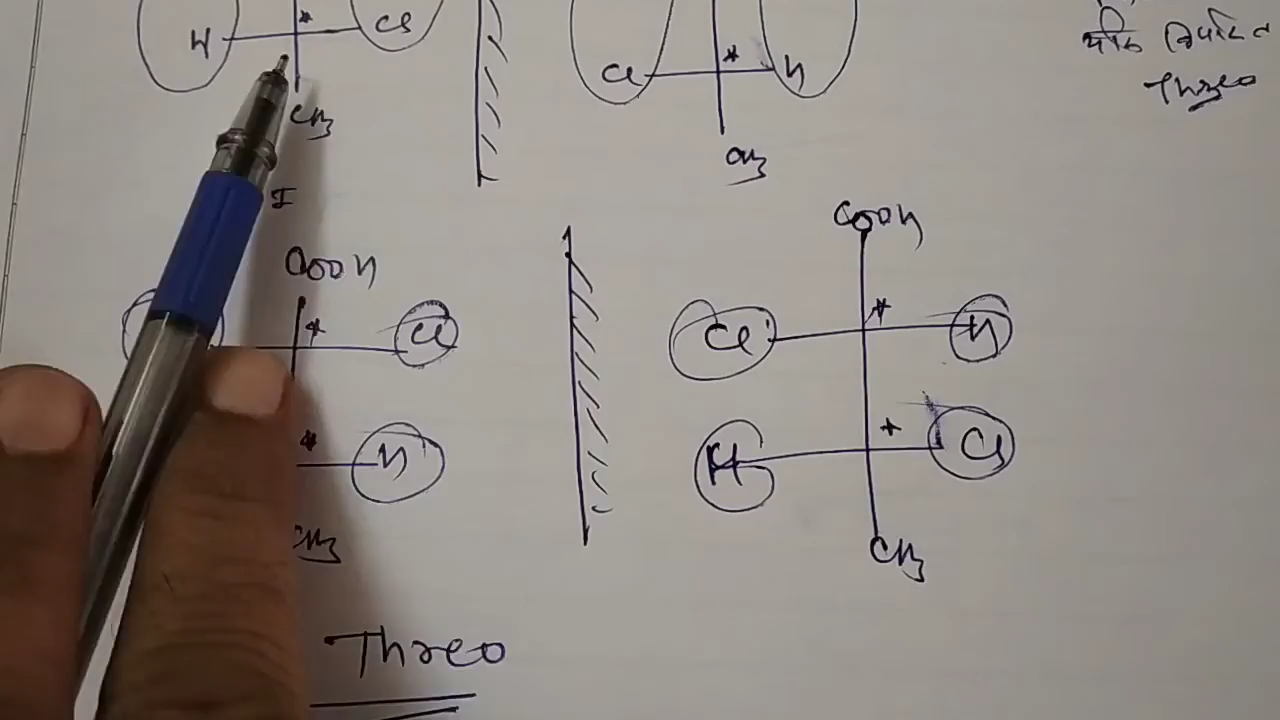 H * Cl
Cl * H
CH3
CH3
Threo
I
COOH
COOH
* Cl
Cl * H
* H
H * Cl
CH3
CH3
Threo